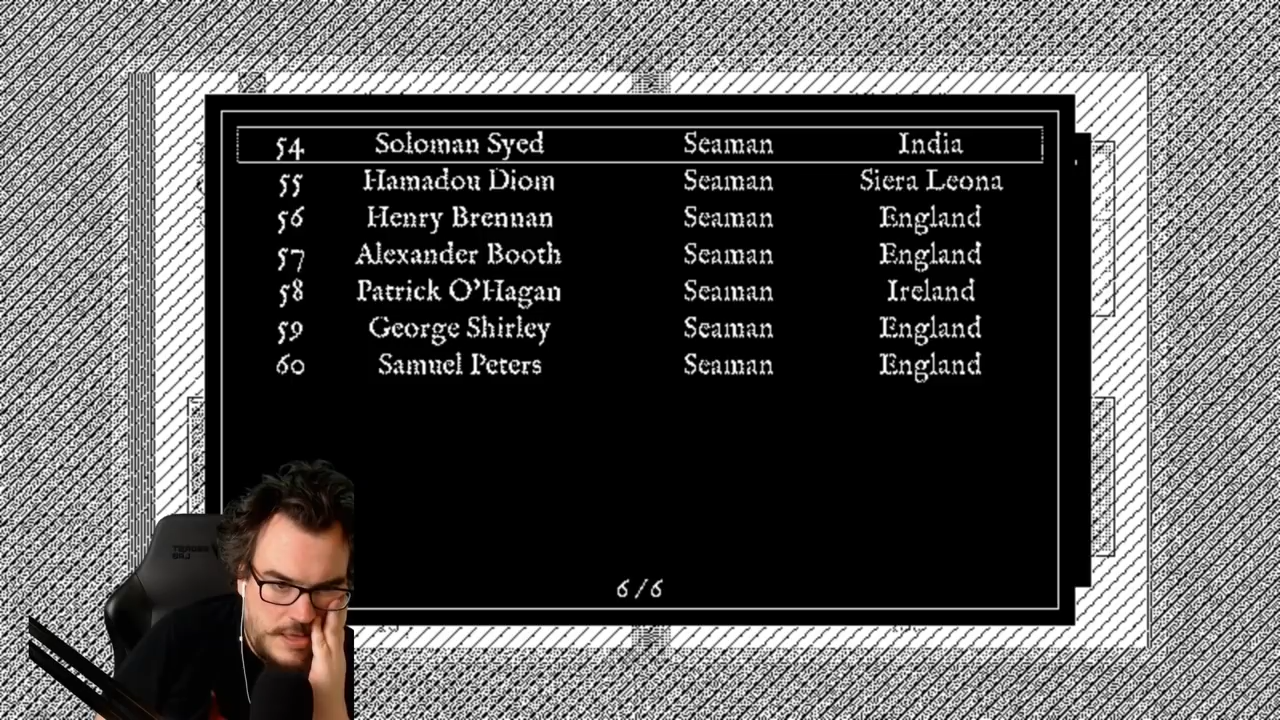 54 Soloman Syed Seaman India
55 Hamadou Diom Seaman Siera Leona
56 Henry Brennan Seaman England
57 Alexander Booth Seaman England
58 Patrick O'Hagan Seaman Ireland
59 George Shirley Seaman England
60 Samuel Peters Seaman England
6/6